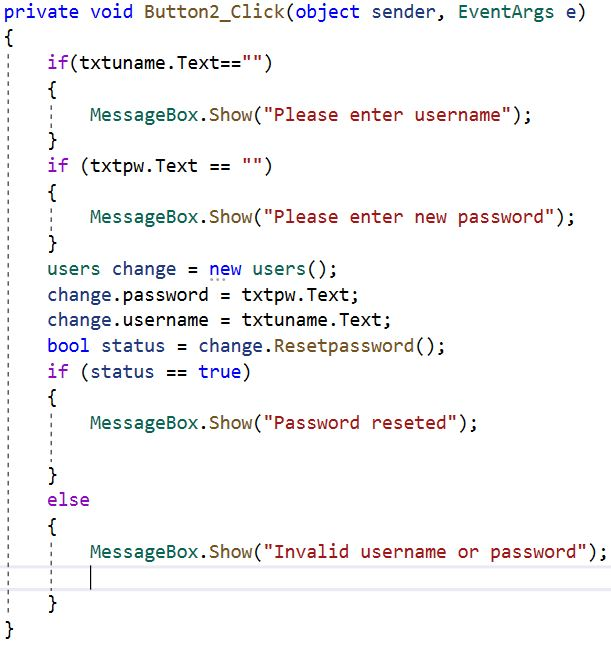 private void Button2_Click(object sender, EventArgs e)
{
if(txtuname.Text=="")
{
MessageBox.Show("Please enter username");
}
if (txtpw.Text == "")
{
MessageBox.Show("Please enter new password");
}
users change = new users();
change.password = txtpw.Text;
change.username = txtuname.Text;
bool status = change.Resetpassword();
if (status == true)
{
MessageBox.Show("Password reseted");
}
else
{
MessageBox.Show("Invalid username or password");
}
}